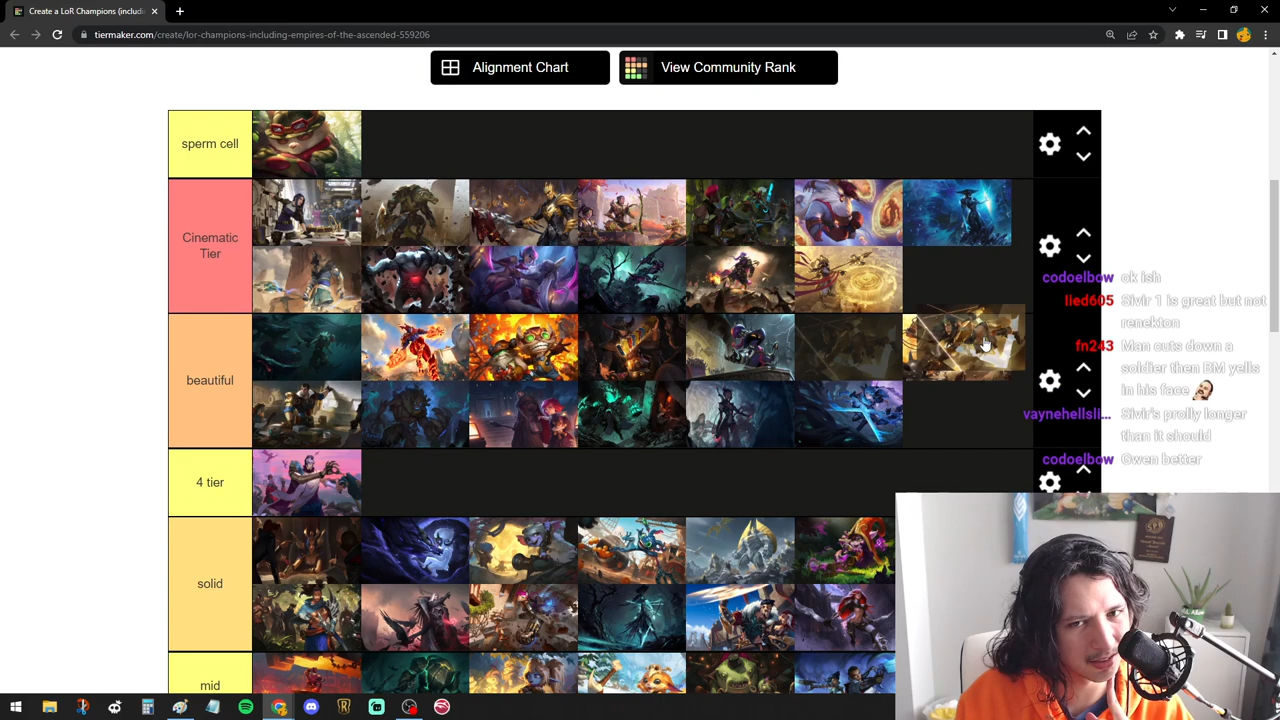 Create a LoR Champions (includi
tiermaker.com/create/lor-champions-including-empires-of-the-ascended-559206
Alignment Chart
View Community Rank
sperm cell
Cinematic
Tier
codoelbow ok ish
lied605 Sivir 1 is great but not
renekton
fn243 Man cuts down a
soldier then BM yells
in his face
beautiful
vaynehellsli... Sivir's prolly longer
than it should
codoelbow Gwen better
4 tier
solid
mid